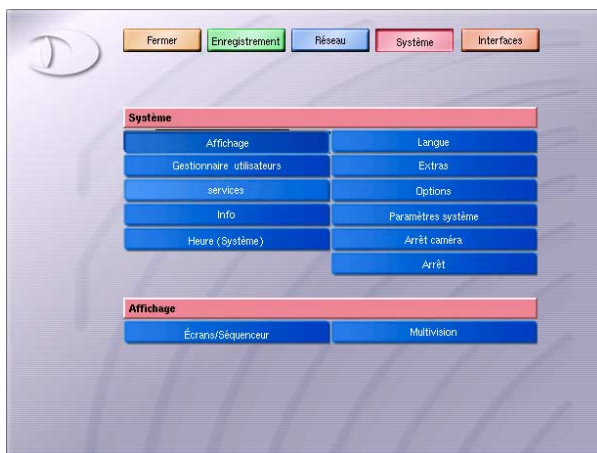 Fermer Enregistrement Réseau Système Interfaces
Système
Affichage Langue
Gestionnaire utilisateurs Extras
services Options
Info Paramètres système
Heure (Système) Arrêt caméra
Arrêt
Affichage
Écrans/Séquenceur Multivision